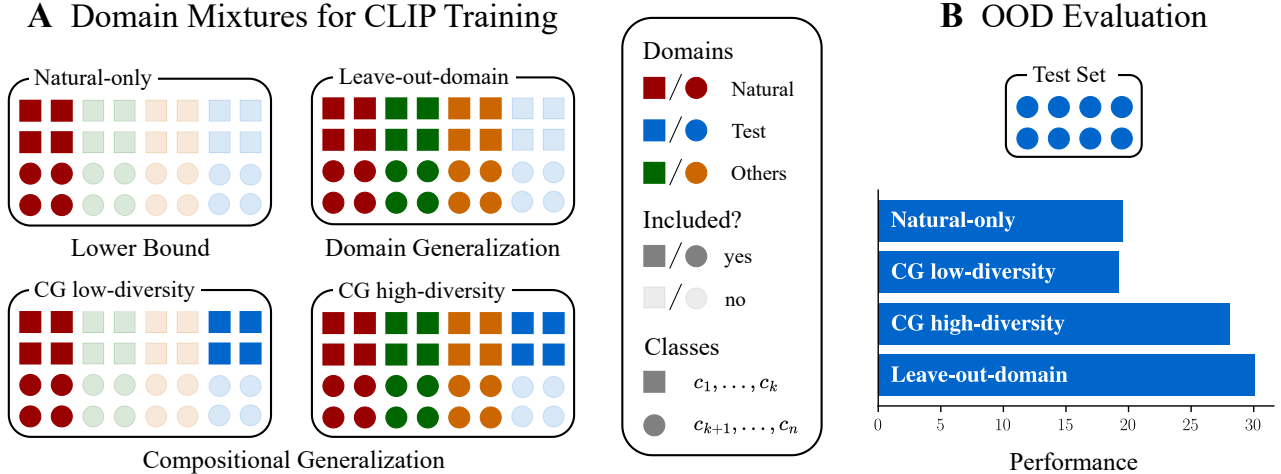 A Domain Mixtures for CLIP Training
Natural-only
Lower Bound
Leave-out-domain
Domain Generalization
CG low-diversity
CG high-diversity
Compositional Generalization
Domains
/ Natural
/ Test
/ Others
Included?
/ yes
/ no
Classes
c₁, . . . , cₖ
cₖ₊₁, . . . , cₙ
B OOD Evaluation
Test Set
Natural-only
CG low-diversity
CG high-diversity
Leave-out-domain
0 5 10 15 20 25 30
Performance